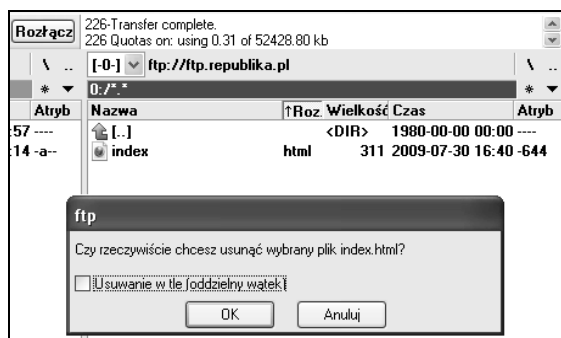 Rozłącz
226-Transfer complete.
226 Quotas on: using 0.31 of 52428.80 kb
\ ..
[-0-] ftp://ftp.republika.pl
\ ..
* ▼
0:/*.*
* ▼
Atryb
Nazwa ↑Roz. Wielkość Czas Atryb
:57 ----
[..] <DIR> 1980-00-00 00:00 ----
:14 -a--
index html 311 2009-07-30 16:40 -644
ftp
Czy rzeczywiście chcesz usunąć wybrany plik index.html?
Usuwanie w tle (oddzielny wątek)
OK
Anuluj